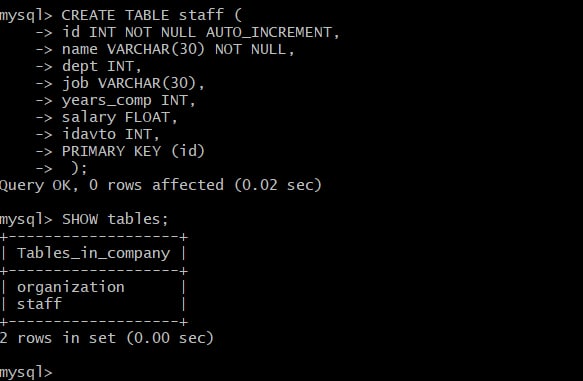 mysql> CREATE TABLE staff (
    -> id INT NOT NULL AUTO_INCREMENT,
    -> name VARCHAR(30) NOT NULL,
    -> dept INT,
    -> job VARCHAR(30),
    -> years_comp INT,
    -> salary FLOAT,
    -> idavto INT,
    -> PRIMARY KEY (id)
    ->  );
Query OK, 0 rows affected (0.02 sec)
mysql> SHOW tables;
+-------------------+
| Tables_in_company |
+-------------------+
| organization      |
| staff             |
+-------------------+
2 rows in set (0.00 sec)
mysql>